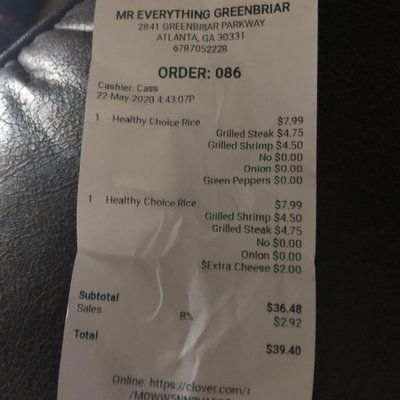 MR EVERYTHING GREENBRIAR
2841 GREENBRIAR PARKWAY
ATLANTA, GA 30331
6787052228
ORDER: 086
Cashier: Cass
22-May-2020 4:43:07P
1 Healthy Choice Rice $7.99
Grilled Steak $4.75
Grilled Shrimp $4.50
No $0.00
Onion $0.00
Green Peppers $0.00
1 Healthy Choice Rice $7.99
Grilled Shrimp $4.50
Grilled Steak $4.75
No $0.00
Onion $0.00
$Extra Cheese $2.00
Subtotal $36.48
Sales 8% $2.92
Total $39.40
Online: https://clover.com/r